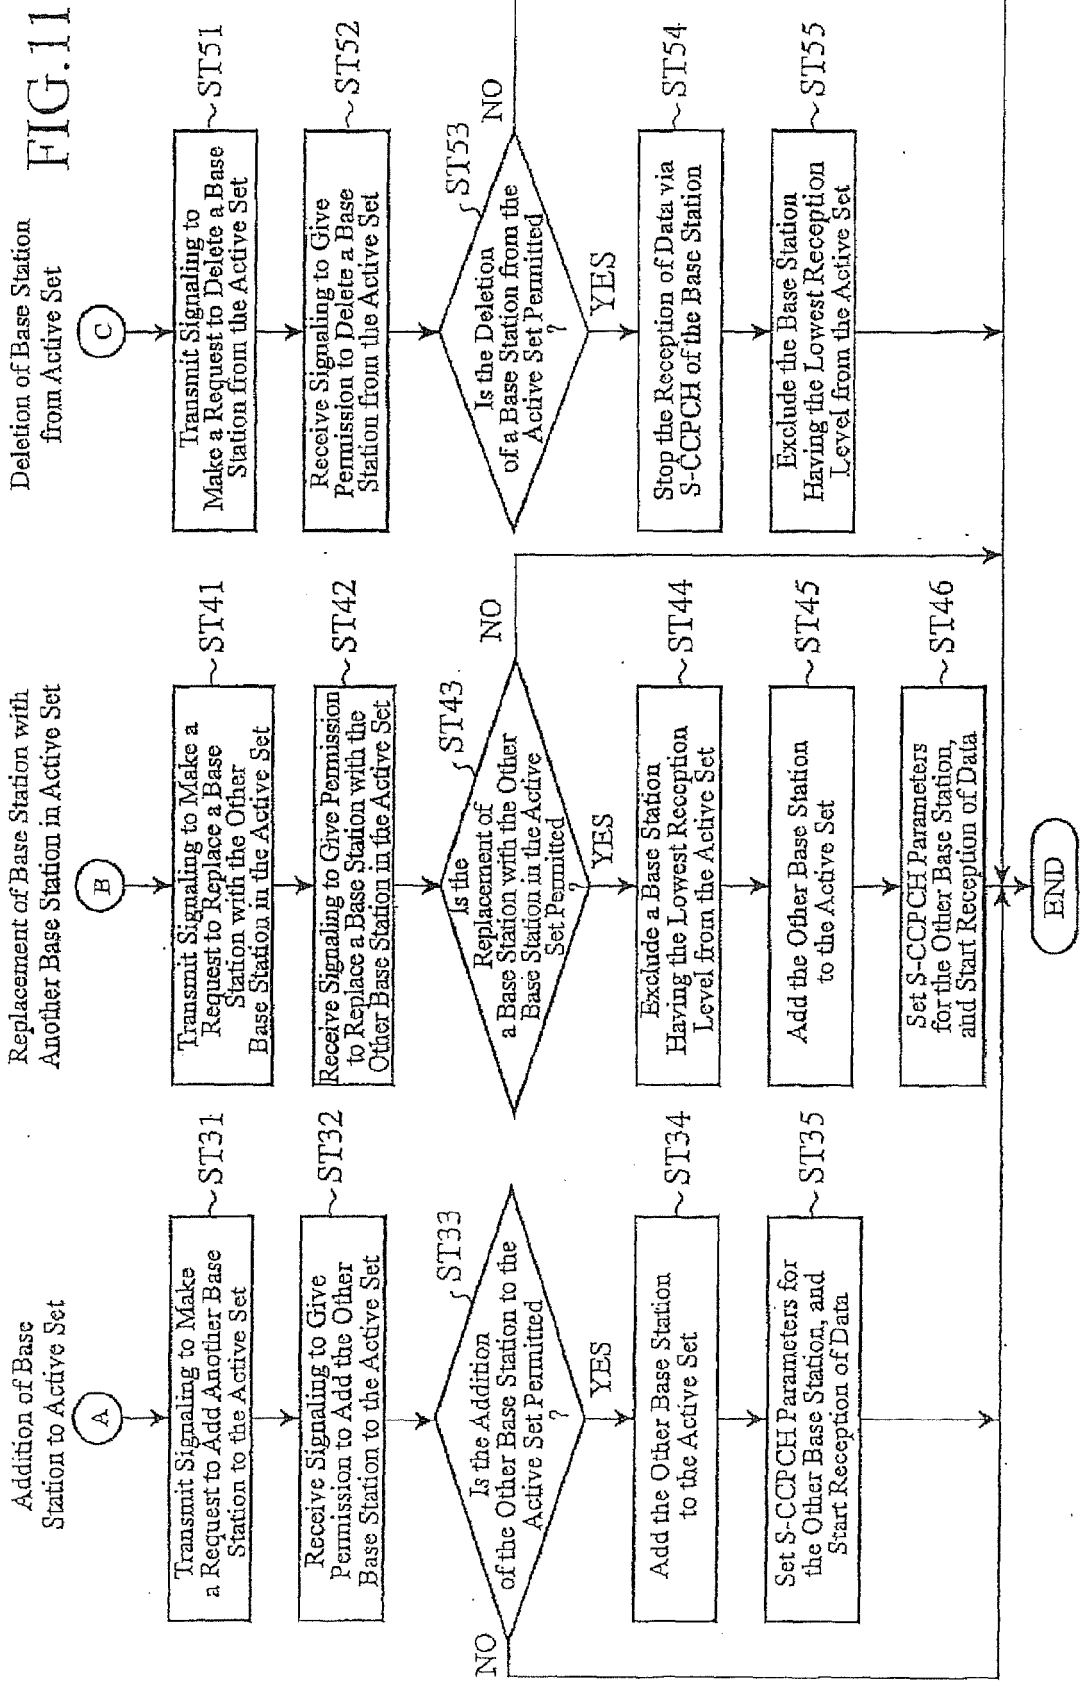 FIG.11
Addition of Base
Station to Active Set
A
Transmit Signaling to Make
a Request to Add Another Base
Station to the Active Set
ST31
Receive Signaling to Give
Permission to Add the Other
Base Station to the Active Set
ST32
Is the Addition
of the Other Base Station to the
Active Set Permitted
?
ST33
NO
YES
Add the Other Base Station
to the Active Set
ST34
Set S-CCPCH Parameters for
the Other Base Station, and
Start Reception of Data
ST35
Replacement of Base Station with
Another Base Station in Active Set
B
Transmit Signaling to Make a
Request to Replace a Base
Station with the Other
Base Station in the Active Set
ST41
Receive Signaling to Give Permission
to Replace a Base Station with the
Other Base Station in the Active Set
ST42
Is the
Replacement of
a Base Station with the Other
Base Station in the Active
Set Permitted
?
ST43
NO
YES
Exclude a Base Station
Having the Lowest Reception
Level from the Active Set
ST44
Add the Other Base Station
to the Active Set
ST45
Set S-CCPCH Parameters
for the Other Base Station,
and Start Reception of Data
ST46
END
Deletion of Base Station
from Active Set
C
Transmit Signaling to
Make a Request to Delete a Base
Station from the Active Set
ST51
Receive Signaling to Give
Permission to Delete a Base
Station from the Active Set
ST52
Is the Deletion
of a Base Station from the
Active Set Permitted
?
ST53
NO
YES
Stop the Reception of Data via
S-CCPCH of the Base Station
ST54
Exclude the Base Station
Having the Lowest Reception
Level from the Active Set
ST55